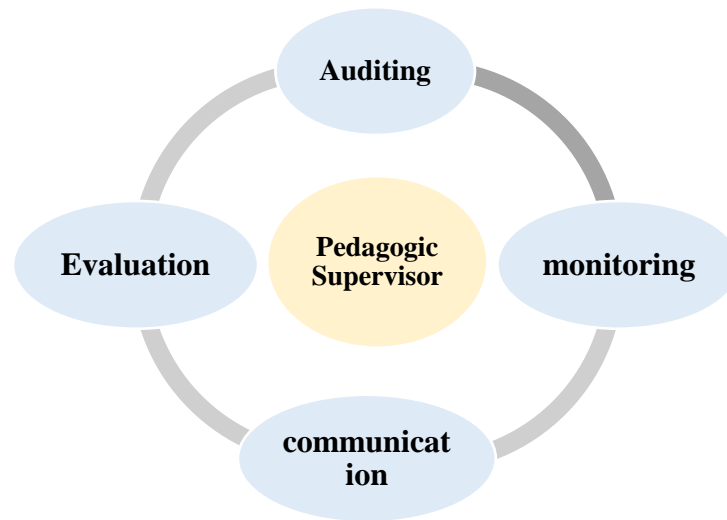 Auditing
Evaluation
Pedagogic
Supervisor
monitoring
communicat
ion